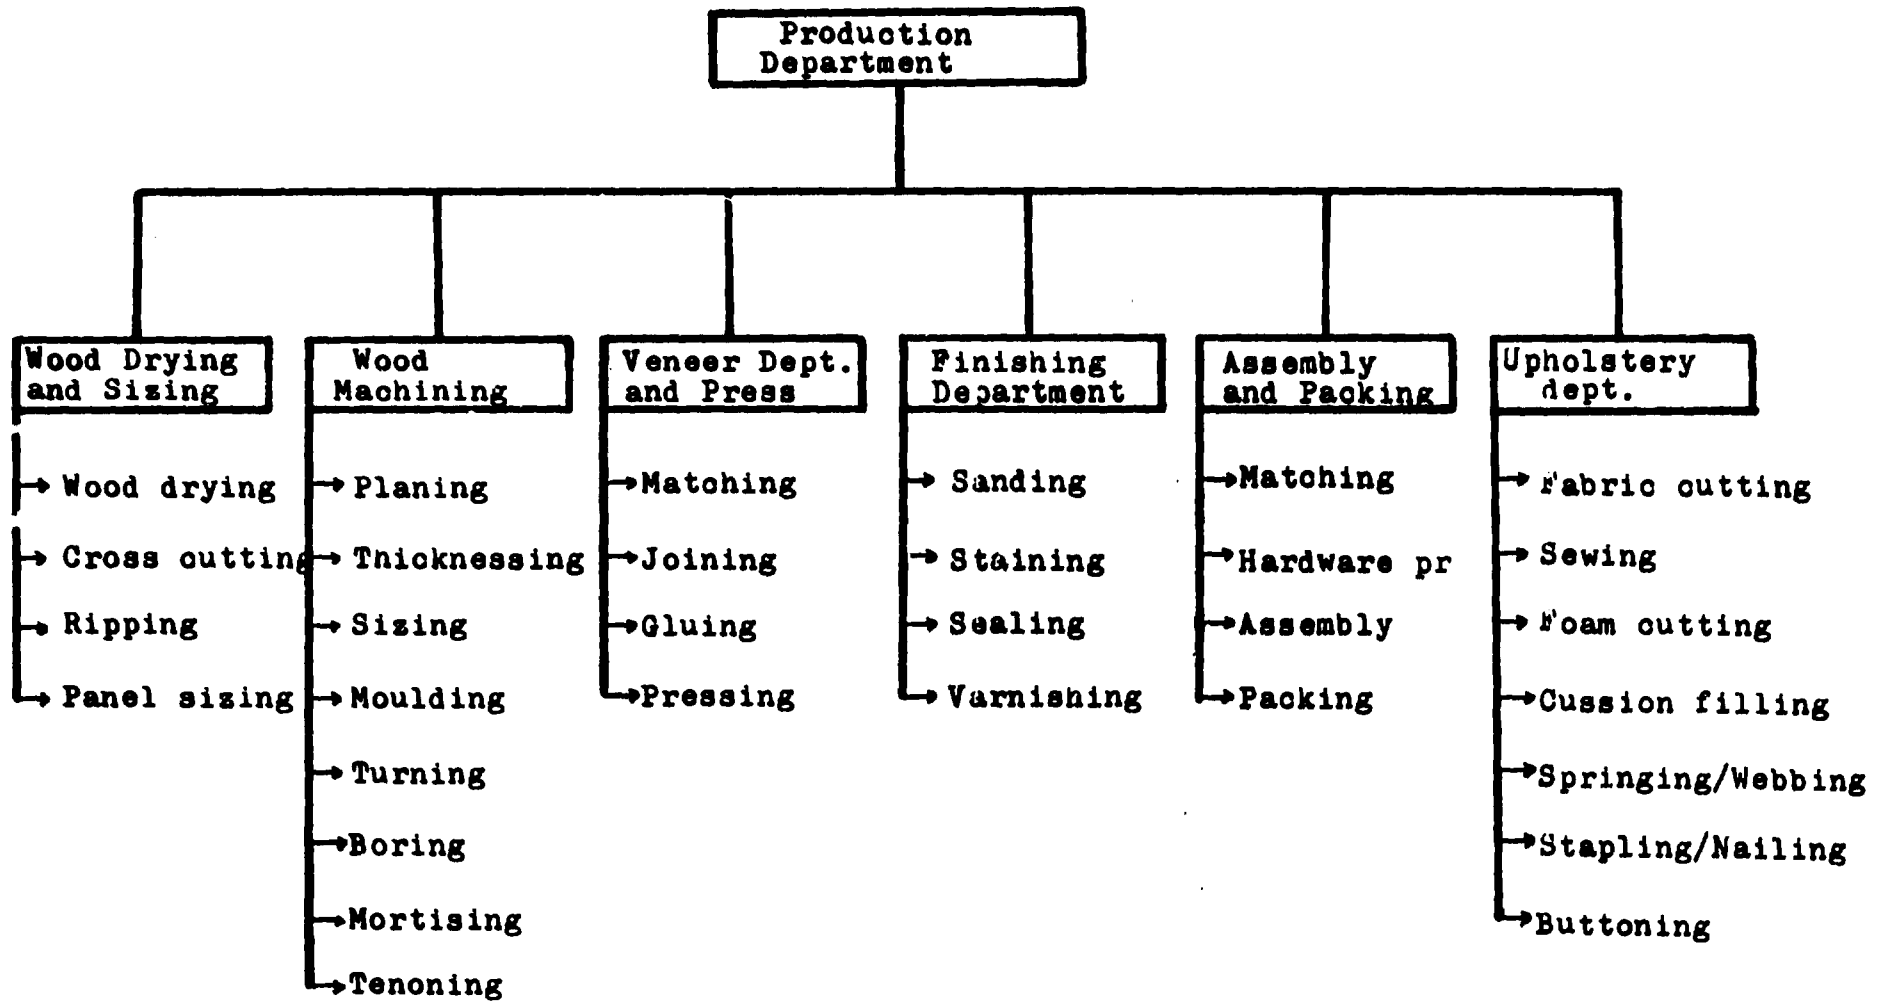 Production
Department
Wood Drying
and Sizing
Wood drying
Cross cutting
Ripping
Panel sizing
Wood
Machining
Planing
Thicknessing
Sizing
Moulding
Turning
Boring
Mortising
Tenoning
Veneer Dept.
and Press
Matching
Joining
Gluing
Pressing
Finishing
Department
Sanding
Staining
Sealing
Varnishing
Assembly
and Packing
Matching
Hardware pr
Assembly
Packing
Upholstery
dept.
Fabric cutting
Sewing
Foam cutting
Cussion filling
Springing/Webbing
Stapling/Nailing
Buttoning